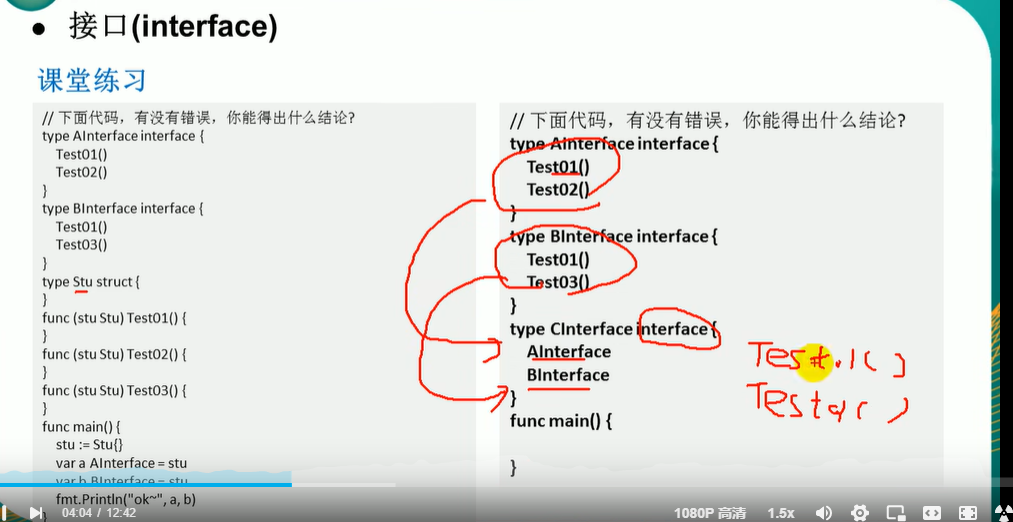 ● 接口(interface)
课堂练习
// 下面代码，有没有错误，你能得出什么结论?
type AInterface interface {
Test01()
Test02()
}
type BInterface interface {
Test01()
Test03()
}
type Stu struct {
}
func (stu Stu) Test01() {
}
func (stu Stu) Test02() {
}
func (stu Stu) Test03() {
}
func main() {
stu := Stu{}
var a AInterface = stu
var b BInterface = stu
fmt.Println("ok~", a, b)
}
// 下面代码，有没有错误，你能得出什么结论?
type AInterface interface {
Test01()
Test02()
}
type BInterface interface {
Test01()
Test03()
}
type CInterface interface {
AInterface
BInterface
}
func main() {
}
04:04 / 12:42
1080P 高清
1.5x